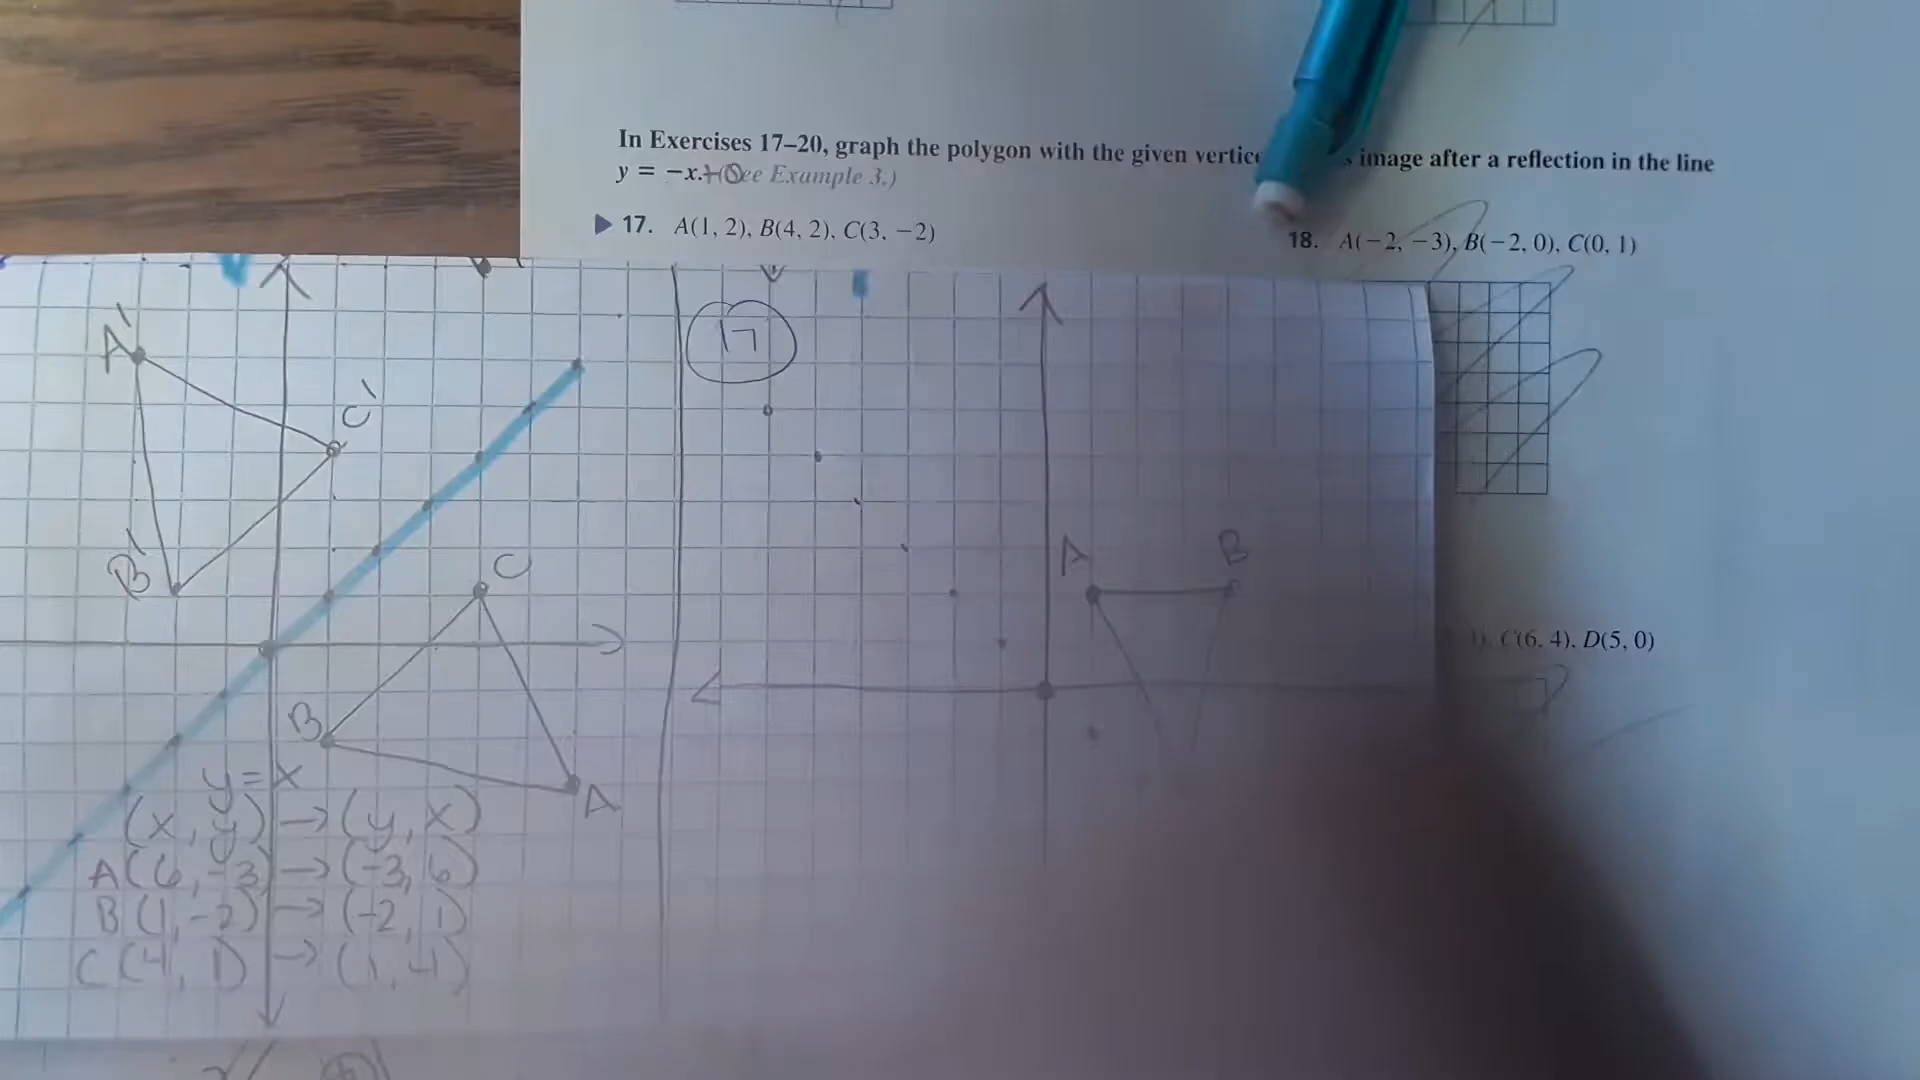 In Exercises 17–20, graph the polygon with the given image after a reflection in the line
y = −x. (See Example 3.)
17. A(1, 2), B(4, 2), C(3, −2)
18. A(−2, −3), B(−2, 0), C(0, 1)
C(6, 4), D(5, 0)
A'
C'
B'
C
B
A
y = x
(x, y) → (y, x)
A(6, -3) → (-3, 6)
B(1, -2) → (-2, 1)
C(4, 1) → (1, 4)
17
A
B